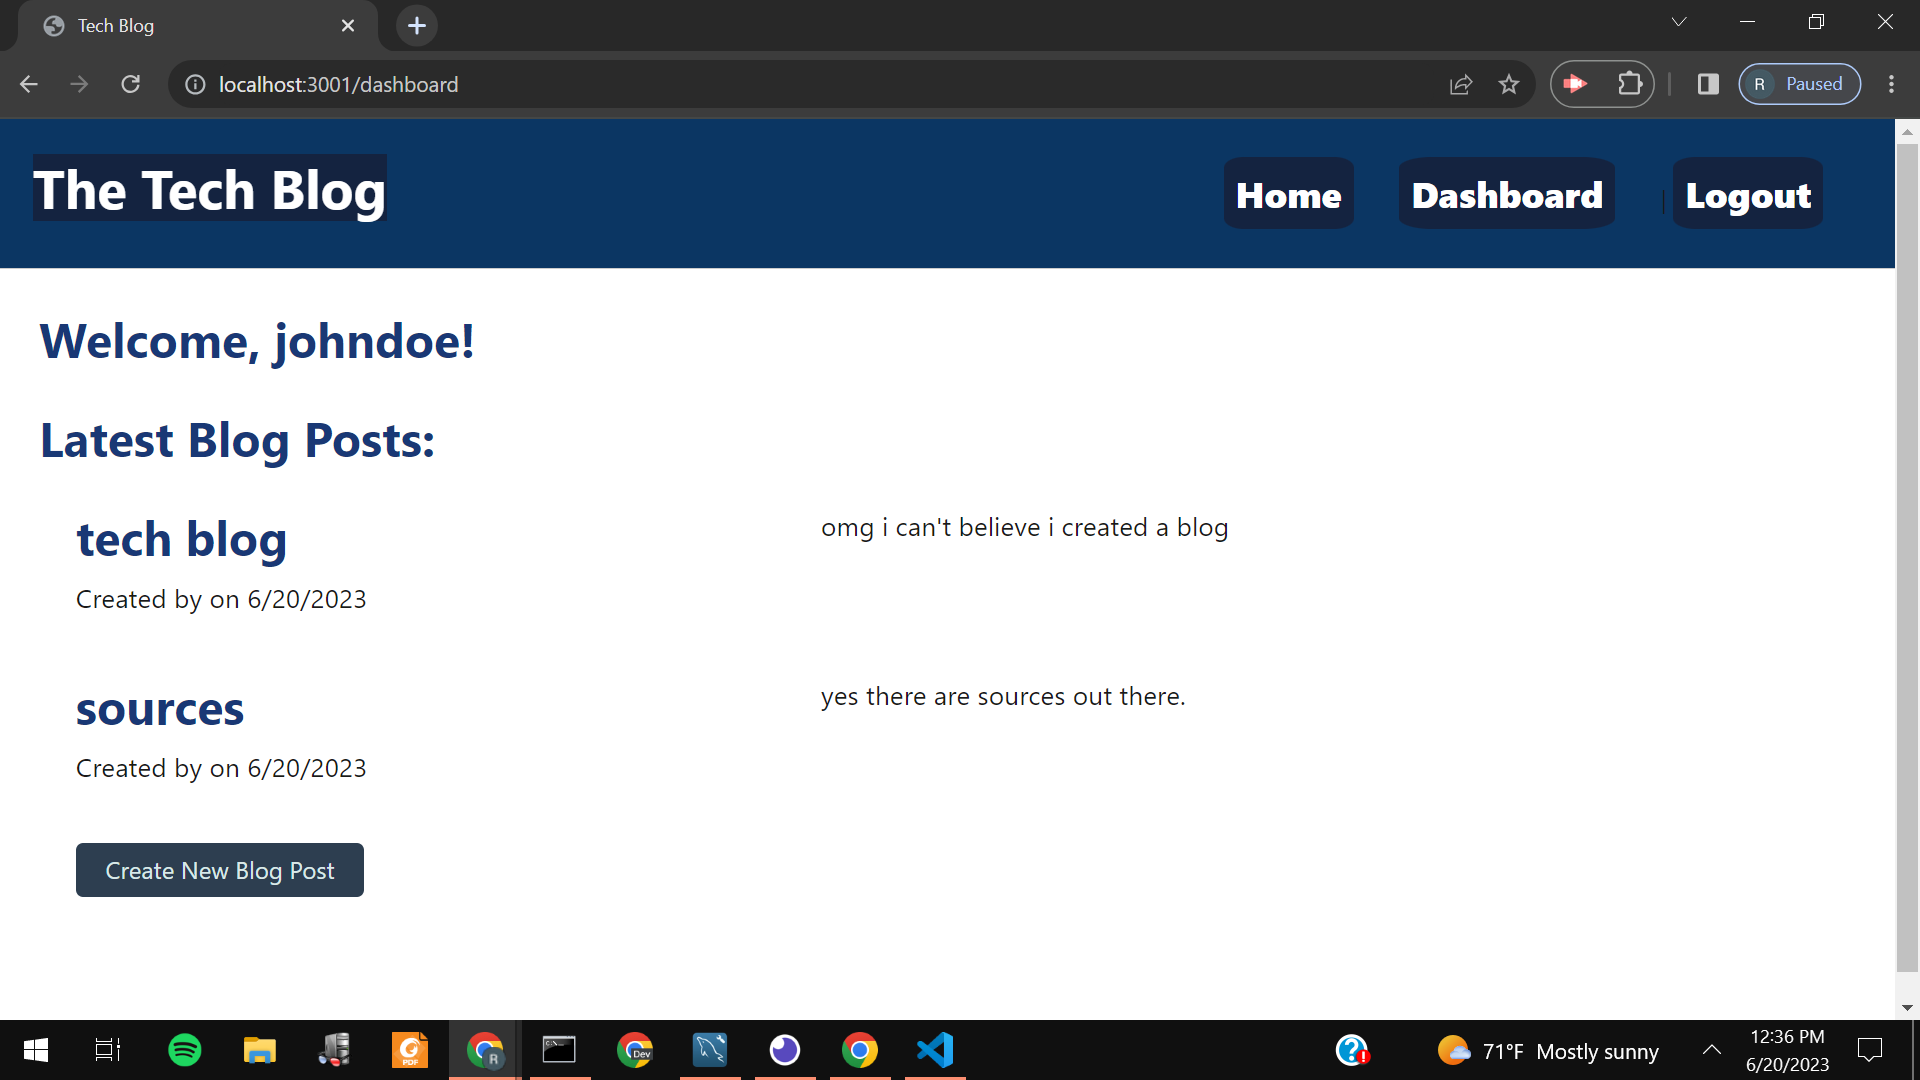 Tech Blog
localhost:3001/dashboard
R Paused
The Tech Blog
Home Dashboard Logout
Welcome, johndoe!
Latest Blog Posts:
tech blog
omg i can't believe i created a blog
Created by on 6/20/2023
sources
yes there are sources out there.
Created by on 6/20/2023
Create New Blog Post
PDF
R
C:\
Dev
71°F Mostly sunny
12:36 PM
6/20/2023